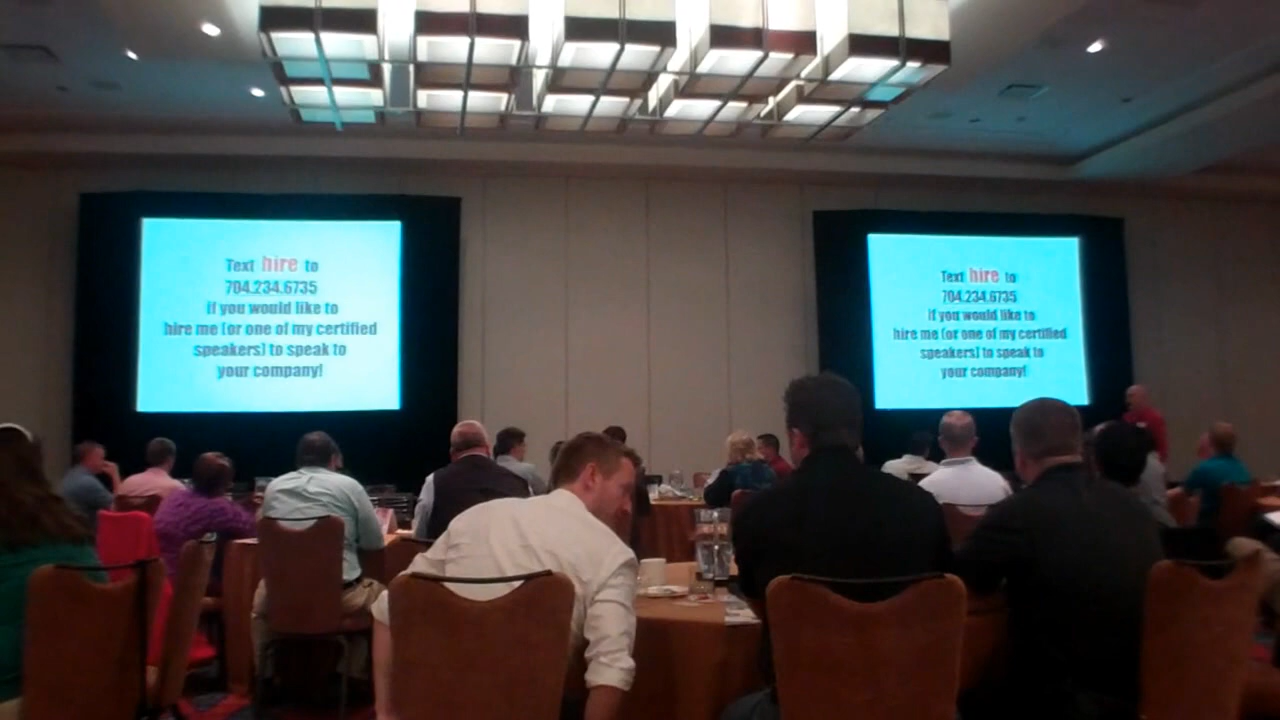 Text hire to
704.234.6735
if you would like to
hire me (or one of my certified
speakers) to speak to
your company!
Text hire to
704.234.6735
if you would like to
hire me (or one of my certified
speakers) to speak to
your company!